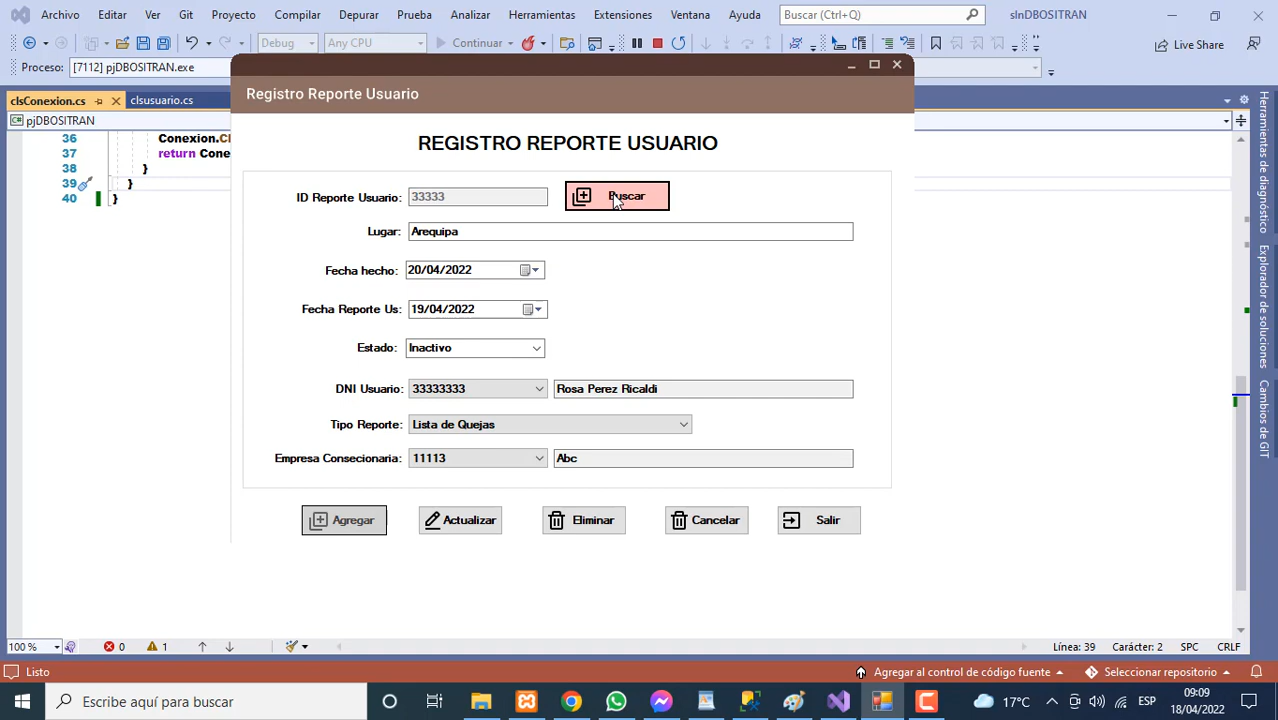 Archivo Editar Ver Git Proyecto Compilar Depurar Prueba Analizar Herramientas Extensiones Ventana Ayuda Buscar (Ctrl+Q) slnDBOSITRAN
Debug Any CPU Continuar Live Share
Proceso: [7112] pjDBOSITRAN.exe
clsConexion.cs clsusuario.cs
pjDBOSITRAN
36 Conexion.Cl
37 return Cone
38 }
39 }
40 }
Registro Reporte Usuario
REGISTRO REPORTE USUARIO
ID Reporte Usuario: 33333 Buscar
Lugar: Arequipa
Fecha hecho: 20/04/2022
Fecha Reporte Us: 19/04/2022
Estado: Inactivo
DNI Usuario: 33333333 Rosa Perez Ricaldi
Tipo Reporte: Lista de Quejas
Empresa Consecionaria: 11113 Abc
Agregar Actualizar Eliminar Cancelar Salir
Herramientas de diagnóstico
Explorador de soluciones
Cambios de GIT
100 % 0 1 Línea: 39 Carácter: 2 SPC CRLF
Listo Agregar al control de código fuente Seleccionar repositorio
Escribe aquí para buscar 17°C ESP 09:09
18/04/2022